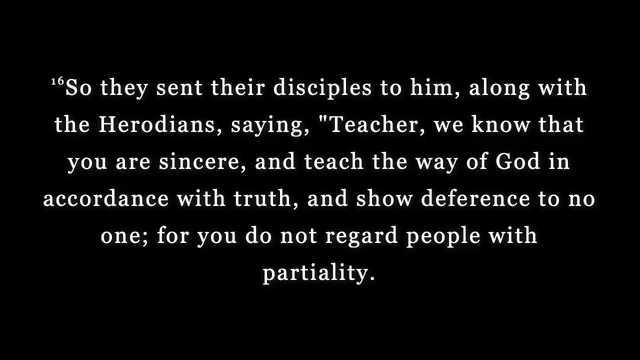 ¹⁶So they sent their disciples to him, along with
the Herodians, saying, "Teacher, we know that
you are sincere, and teach the way of God in
accordance with truth, and show deference to no
one; for you do not regard people with
partiality.